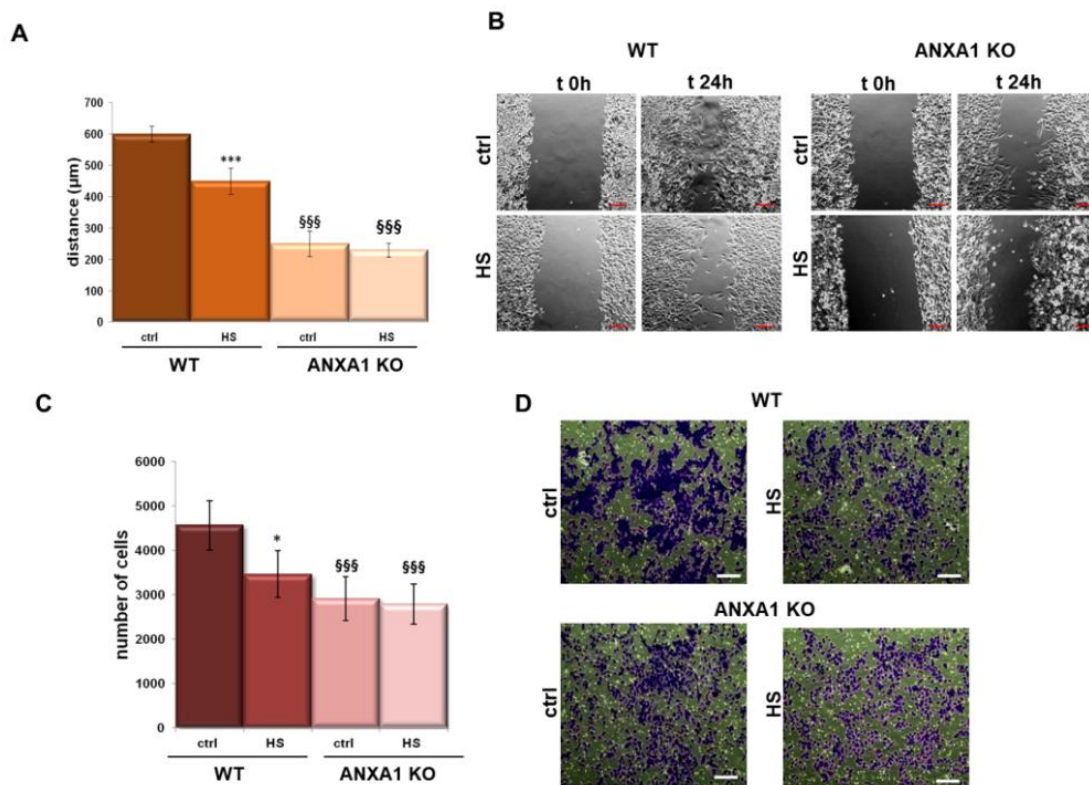 A
700
600
500
400
300
200
100
0
distance (µm)
***
§§§
§§§
ctrl
HS
ctrl
HS
WT
ANXA1 KO
B
WT
ANXA1 KO
t 0h
t 24h
t 0h
t 24h
ctrl
HS
ctrl
HS
C
6000
5000
4000
3000
2000
1000
0
number of cells
*
§§§
§§§
ctrl
HS
ctrl
HS
WT
ANXA1 KO
D
WT
ctrl
HS
ANXA1 KO
ctrl
HS